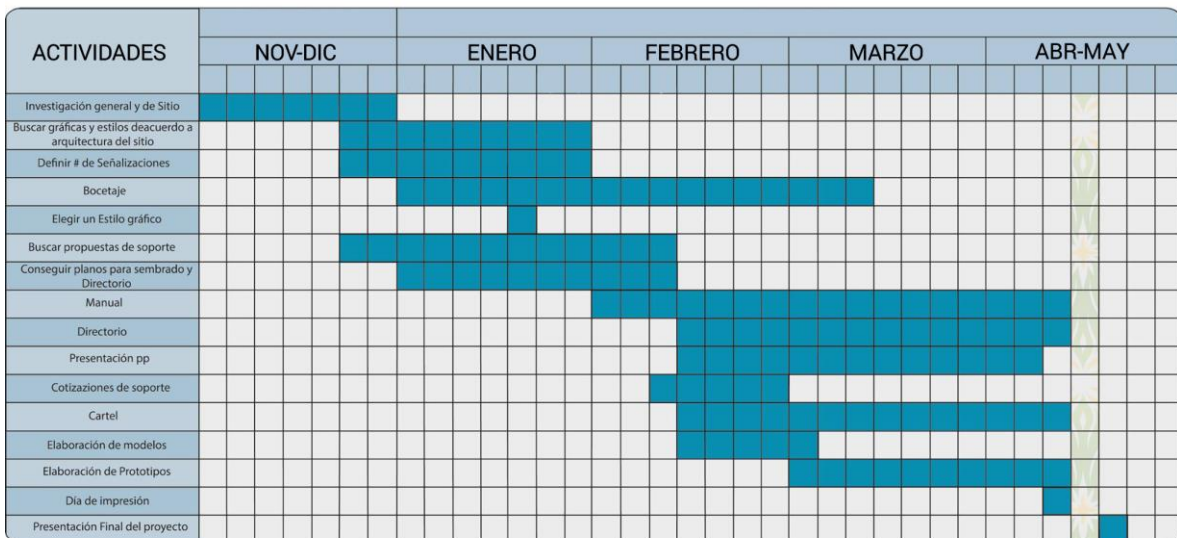 ACTIVIDADES
NOV-DIC
ENERO
FEBRERO
MARZO
ABR-MAY
Investigación general y de Sitio
Buscar gráficas y estilos deacuerdo a
arquitectura del sitio
Definir # de Señalizaciones
Bocetaje
Elegir un Estilo gráfico
Buscar propuestas de soporte
Conseguir planos para sembrado y
Directorio
Manual
Directorio
Presentación pp
Cotizaciones de soporte
Cartel
Elaboración de modelos
Elaboración de Prototipos
Día de impresión
Presentación Final del proyecto